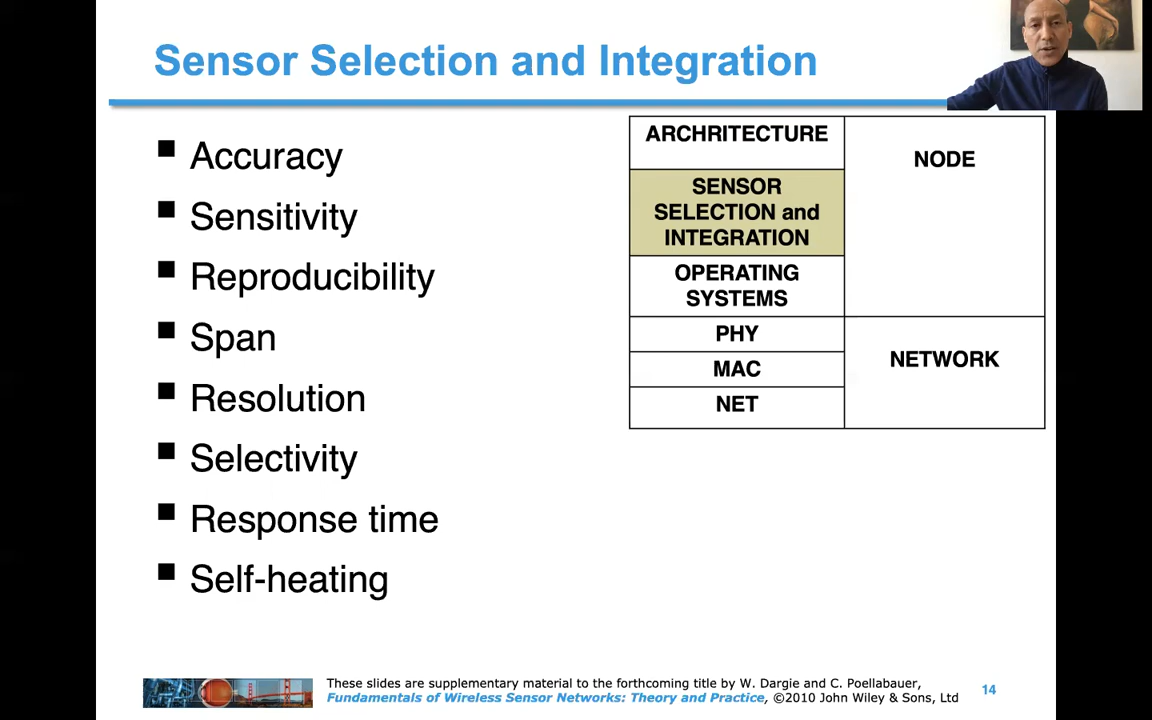 Sensor Selection and Integration
Accuracy
Sensitivity
Reproducibility
Span
Resolution
Selectivity
Response time
Self-heating
ARCHRITECTURE
NODE
SENSOR
SELECTION and
INTEGRATION
OPERATING
SYSTEMS
PHY
MAC
NET
NETWORK
These slides are supplementary material to the forthcoming title by W. Dargie and C. Poellabauer,
Fundamentals of Wireless Sensor Networks: Theory and Practice, ©2010 John Wiley & Sons, Ltd
14